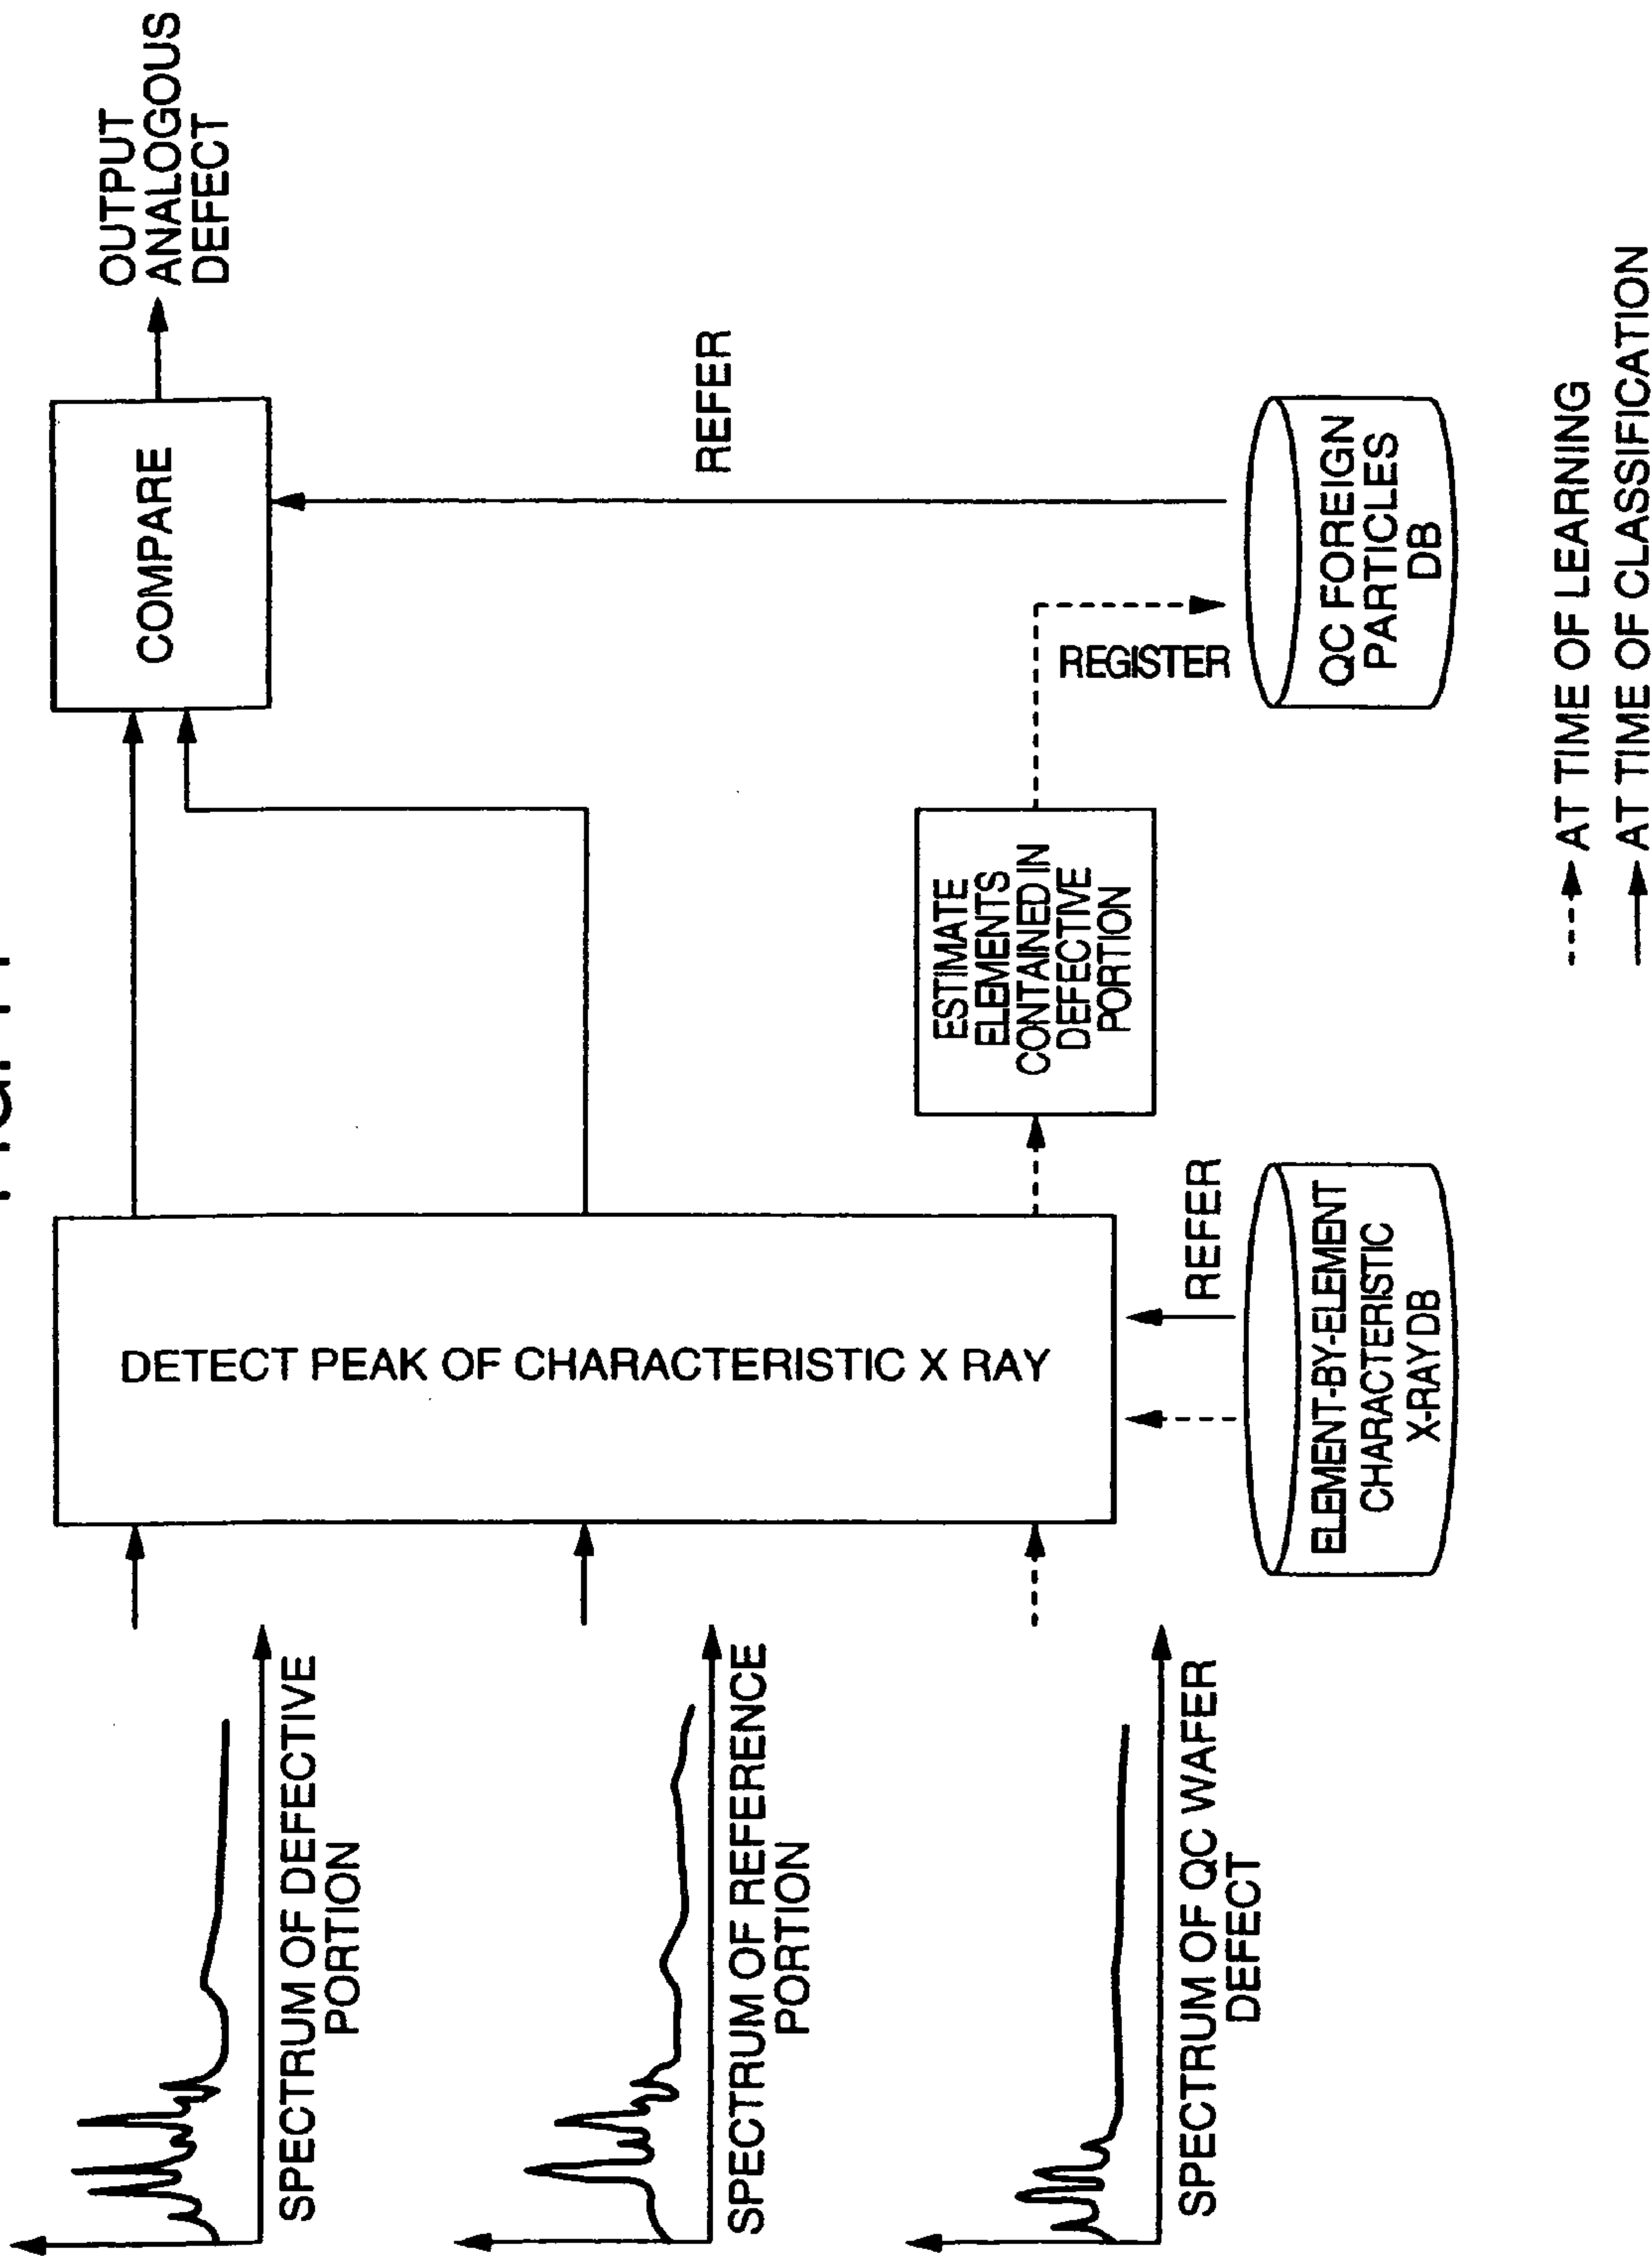 OUTPUT
ANALOGOUS
DEFECT
COMPARE
REFER
REGISTER
QC FOREIGN
PARTICLES
DB
ESTIMATE
ELEMENTS
CONTAINED IN
DEFECTIVE
PORTION
DETECT PEAK OF CHARACTERISTIC X RAY
REFER
ELEMENT-BY-ELEMENT
CHARACTERISTIC
X-RAY DB
SPECTRUM OF DEFECTIVE
PORTION
SPECTRUM OF REFERENCE
PORTION
SPECTRUM OF QC WAFER
DEFECT
AT TIME OF LEARNING
AT TIME OF CLASSIFICATION